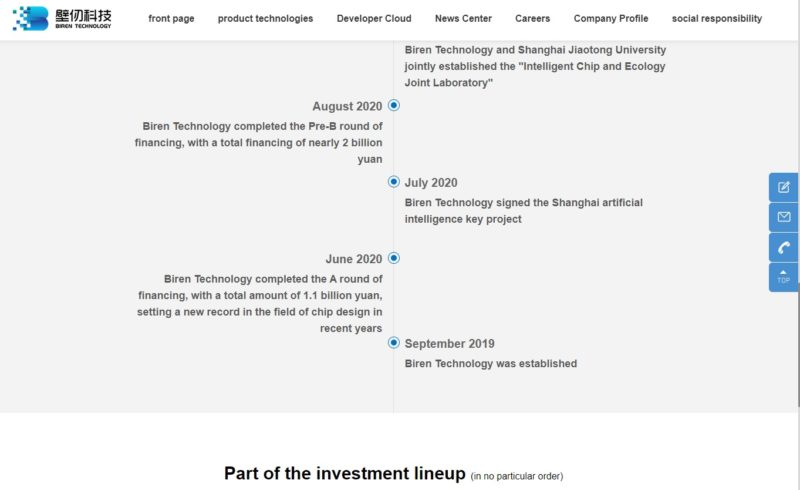 壁仞科技
BIREN TECHNOLOGY
front page product technologies Developer Cloud News Center Careers Company Profile social responsibility
Biren Technology and Shanghai Jiaotong University
jointly established the "Intelligent Chip and Ecology
Joint Laboratory"
August 2020
Biren Technology completed the Pre-B round of
financing, with a total financing of nearly 2 billion
yuan
July 2020
Biren Technology signed the Shanghai artificial
intelligence key project
TOP
June 2020
Biren Technology completed the A round of
financing, with a total amount of 1.1 billion yuan,
setting a new record in the field of chip design in
recent years
September 2019
Biren Technology was established
Part of the investment lineup (in no particular order)